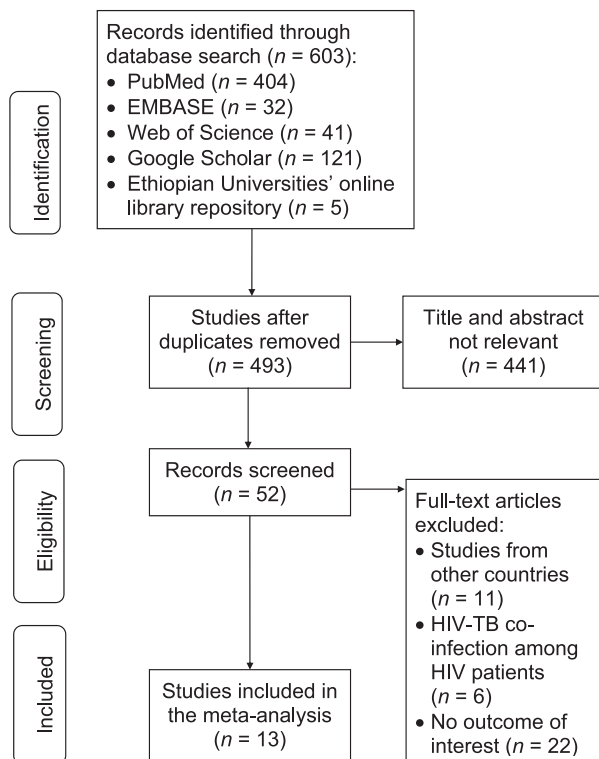 Records identified through
database search (n = 603):
• PubMed (n = 404)
• EMBASE (n = 32)
• Web of Science (n = 41)
• Google Scholar (n = 121)
• Ethiopian Universities' online
library repository (n = 5)
Identification
Studies after
duplicates removed
(n = 493)
Title and abstract
not relevant
(n = 441)
Screening
Records screened
(n = 52)
Eligibility
Full-text articles
excluded:
• Studies from
other countries
(n = 11)
• HIV-TB co-
infection among
HIV patients
(n = 6)
• No outcome of
interest (n = 22)
Studies included in
the meta-analysis
(n = 13)
Included